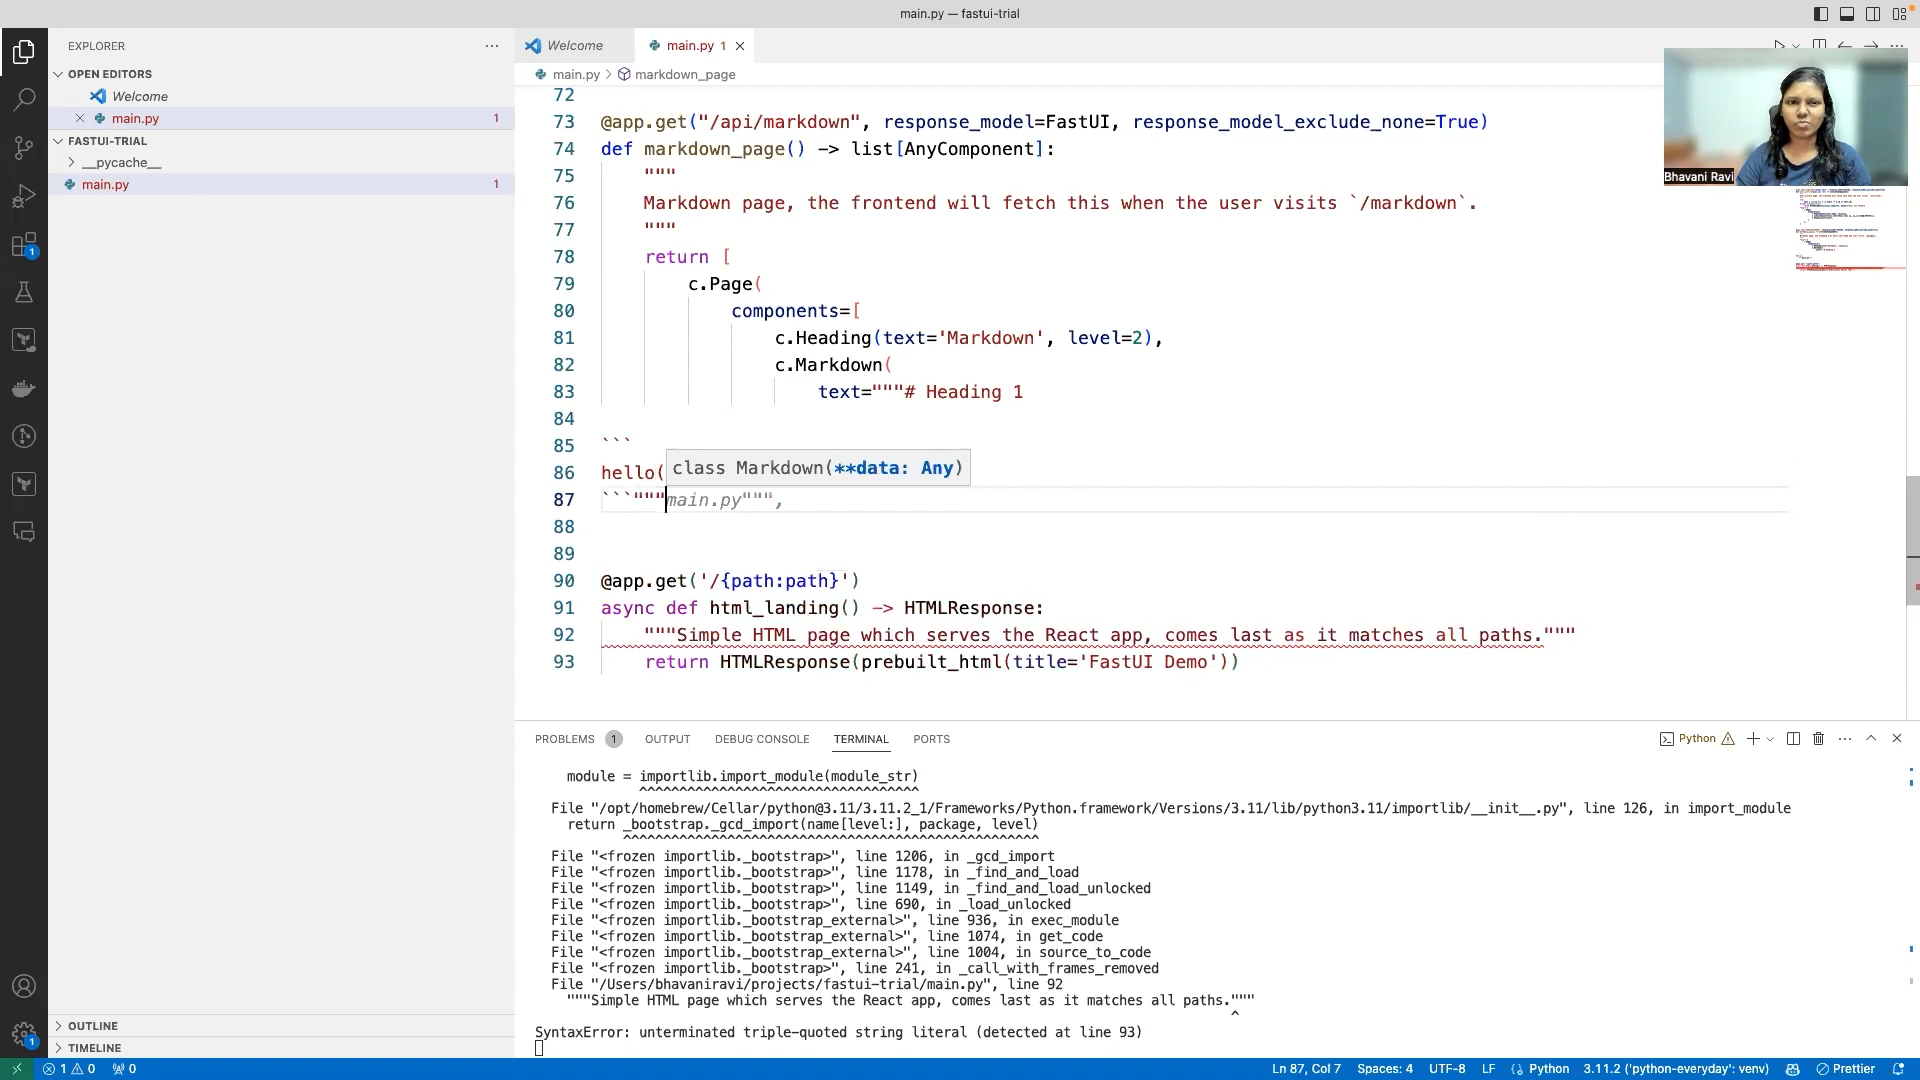 main.py — fastui-trial
EXPLORER
OPEN EDITORS
Welcome
main.py 1
FASTUI-TRIAL
__pycache__
main.py 1
OUTLINE
TIMELINE
1
1
Welcome
main.py 1
main.py > markdown_page
72
73 @app.get("/api/markdown", response_model=FastUI, response_model_exclude_none=True)
74 def markdown_page() -> list[AnyComponent]:
75 """
76 Markdown page, the frontend will fetch this when the user visits `/markdown`.
77 """
78 return [
79 c.Page(
80 components=[
81 c.Heading(text='Markdown', level=2),
82 c.Markdown(
83 text="""# Heading 1
84
85 ```
86 hello(
class Markdown(**data: Any)
87 ```"""main.py""",
88
89
90 @app.get('/{path:path}')
91 async def html_landing() -> HTMLResponse:
92 """Simple HTML page which serves the React app, comes last as it matches all paths."""
93 return HTMLResponse(prebuilt_html(title='FastUI Demo'))
Bhavani Ravi
PROBLEMS 1 OUTPUT DEBUG CONSOLE TERMINAL PORTS
Python
module = importlib.import_module(module_str)
^^^^^^^^^^^^^^^^^^^^^^^^^^^^^^^^^^^
File "/opt/homebrew/Cellar/python@3.11/3.11.2_1/Frameworks/Python.framework/Versions/3.11/lib/python3.11/importlib/__init__.py", line 126, in import_module
return _bootstrap._gcd_import(name[level:], package, level)
^^^^^^^^^^^^^^^^^^^^^^^^^^^^^^^^^^^^^^^^^^^^^^^^^^^^
File "<frozen importlib._bootstrap>", line 1206, in _gcd_import
File "<frozen importlib._bootstrap>", line 1178, in _find_and_load
File "<frozen importlib._bootstrap>", line 1149, in _find_and_load_unlocked
File "<frozen importlib._bootstrap>", line 690, in _load_unlocked
File "<frozen importlib._bootstrap_external>", line 936, in exec_module
File "<frozen importlib._bootstrap_external>", line 1074, in get_code
File "<frozen importlib._bootstrap_external>", line 1004, in source_to_code
File "<frozen importlib._bootstrap>", line 241, in _call_with_frames_removed
File "/Users/bhavaniravi/projects/fastui-trial/main.py", line 92
"""Simple HTML page which serves the React app, comes last as it matches all paths."""
^
SyntaxError: unterminated triple-quoted string literal (detected at line 93)
1 0 0 Ln 87, Col 7 Spaces: 4 UTF-8 LF Python 3.11.2 ('python-everyday': venv) Prettier